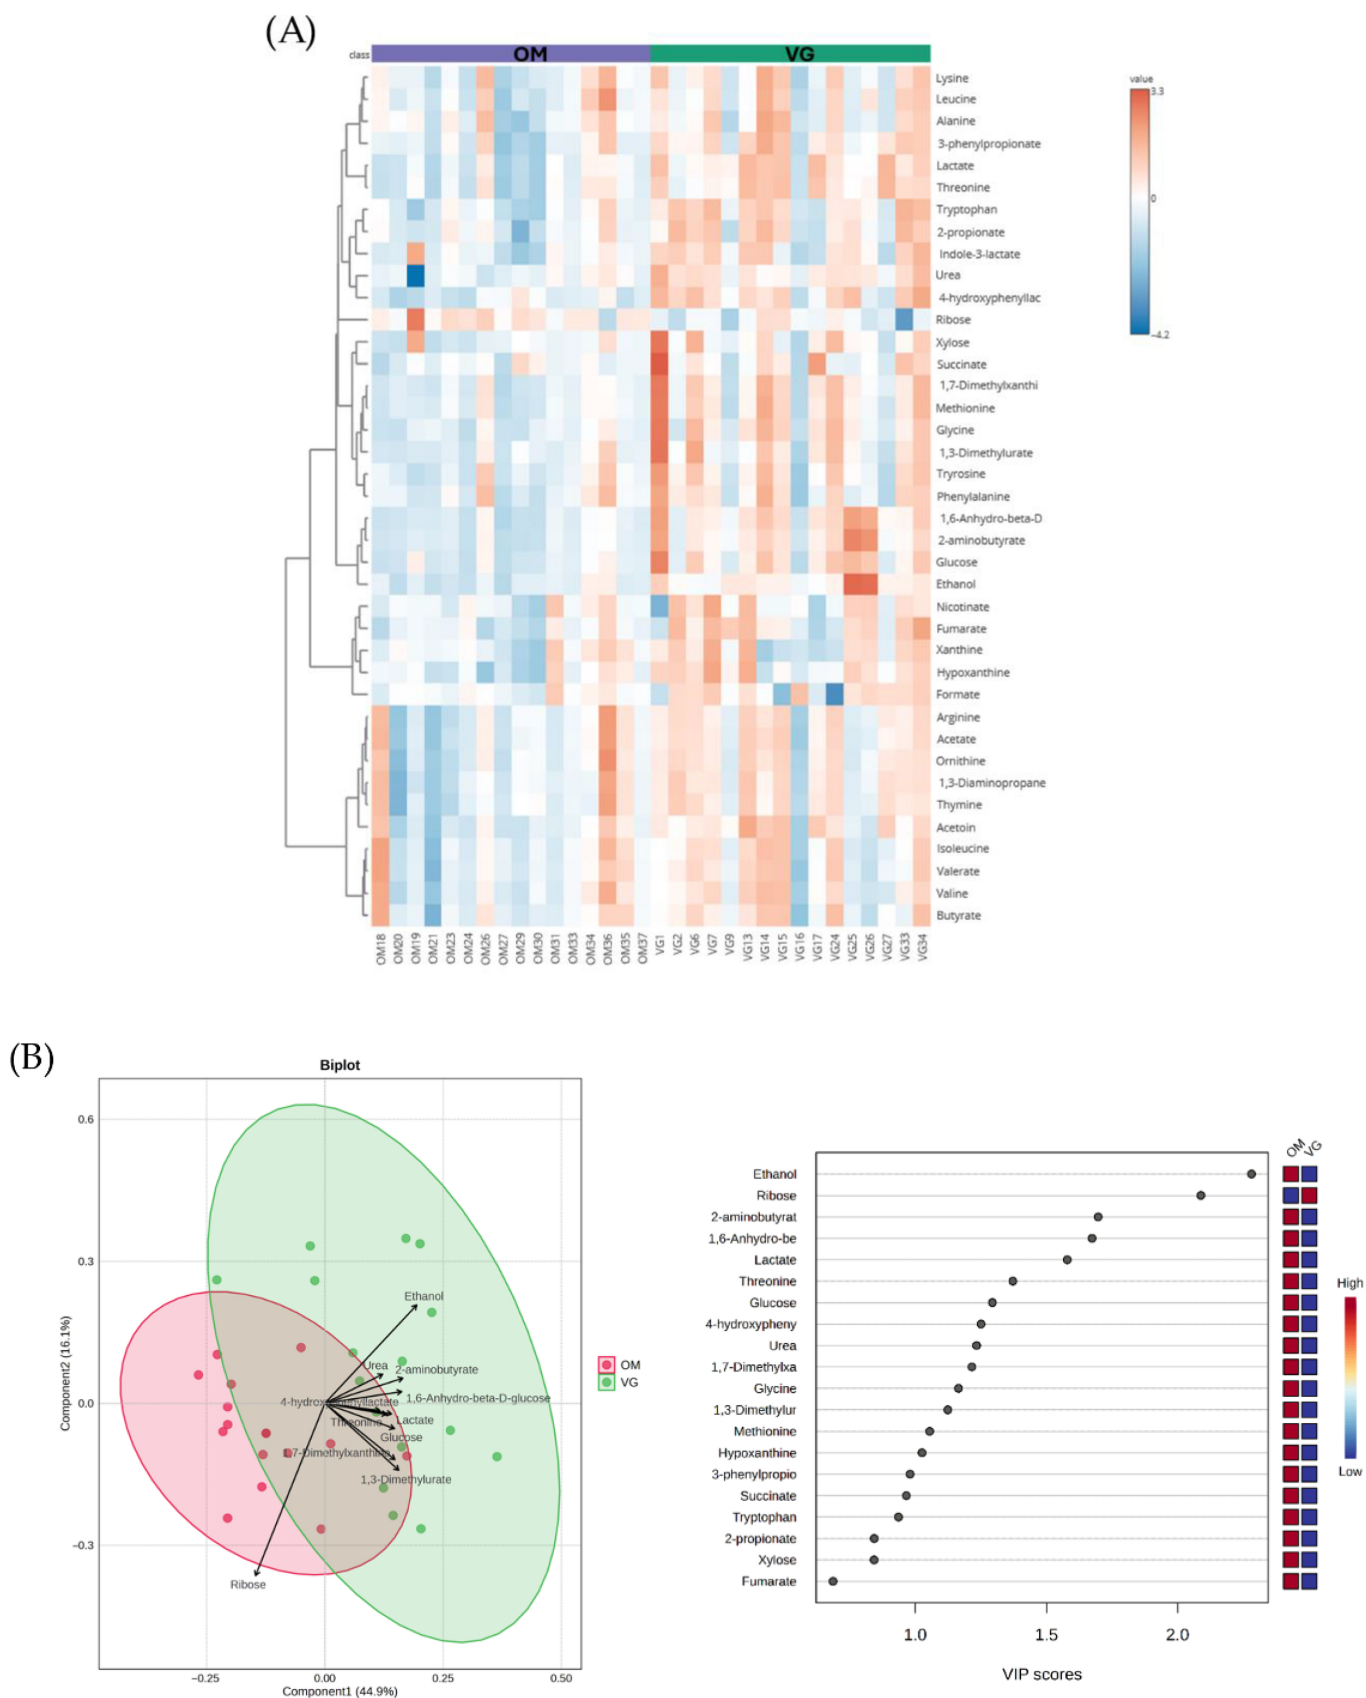 (A)
class
OM
VG
Lysine
Leucine
Alanine
3-phenylpropionate
Lactate
Threonine
Tryptophan
2-propionate
Indole-3-lactate
Urea
4-hydroxyphenyllac
Ribose
Xylose
Succinate
1,7-Dimethylxanthi
Methionine
Glycine
1,3-Dimethylurate
Tryrosine
Phenylalanine
1,6-Anhydro-beta-D
2-aminobutyrate
Glucose
Ethanol
Nicotinate
Fumarate
Xanthine
Hypoxanthine
Formate
Arginine
Acetate
Ornithine
1,3-Diaminopropane
Thymine
Acetoin
Isoleucine
Valerate
Valine
Butyrate
value
3.3
0
−4.2
OM18 OM20 OM19 OM21 OM23 OM24 OM26 OM27 OM29 OM30 OM31 OM33 OM34 OM36 OM35 OM37 VG1 VG2 VG6 VG7 VG9 VG13 VG14 VG15 VG16 VG17 VG24 VG25 VG26 VG27 VG33 VG34
(B)
Biplot
0.6
0.3
0.0
−0.3
Component2 (16.1%)
Ethanol
Urea
2-aminobutyrate
1,6-Anhydro-beta-D-glucose
4-hydroxyphenyllactate
Lactate
Threonine
Glucose
1,7-Dimethylxanthine
1,3-Dimethylurate
Ribose
−0.25 0.00 0.25 0.50
Component1 (44.9%)
OM
VG
OM VG
Ethanol
Ribose
2-aminobutyrat
1,6-Anhydro-be
Lactate
Threonine
Glucose
4-hydroxypheny
Urea
1,7-Dimethylxa
Glycine
1,3-Dimethylur
Methionine
Hypoxanthine
3-phenylpropio
Succinate
Tryptophan
2-propionate
Xylose
Fumarate
1.0 1.5 2.0
VIP scores
High
Low